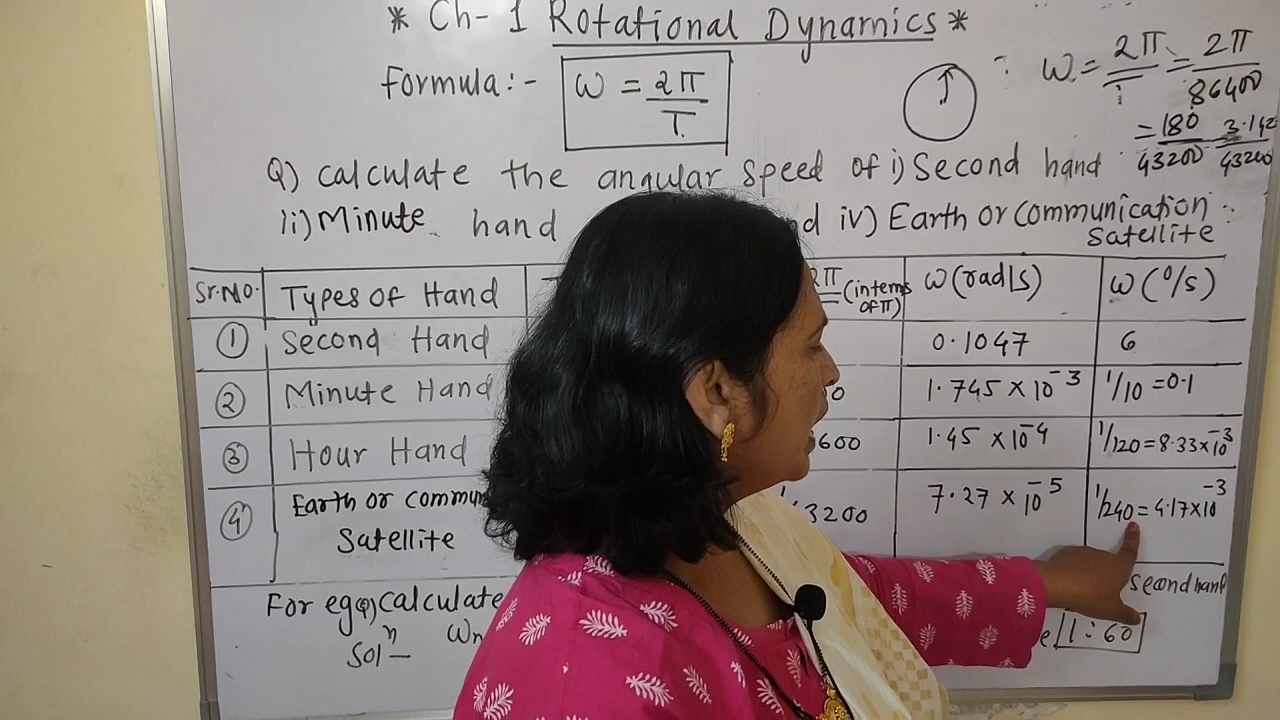 * Ch- 1 Rotational Dynamics *
Formula:- ω = 2π/T
∵ ω = 2π/T = 2π/86400
= 180/43200 3.142/43200
Q) calculate the angular speed of i) Second hand
ii) Minute hand iv) Earth or communication
Satellite
Sr.No. Types of Hand 2π (interms of π) ω (rad/s) ω (°/s)
① Second Hand 0.1047 6
② Minute Hand 1.745 × 10⁻³ 1/10 = 0.1
③ Hour Hand 600 1.45 × 10⁻⁴ 1/120 = 8.33×10⁻³
④ Earth or commun 3200 7.27 × 10⁻⁵ 1/240 = 4.17×10⁻³
Satellite
For eg Q) calculate second hand
Solⁿ – 1:60